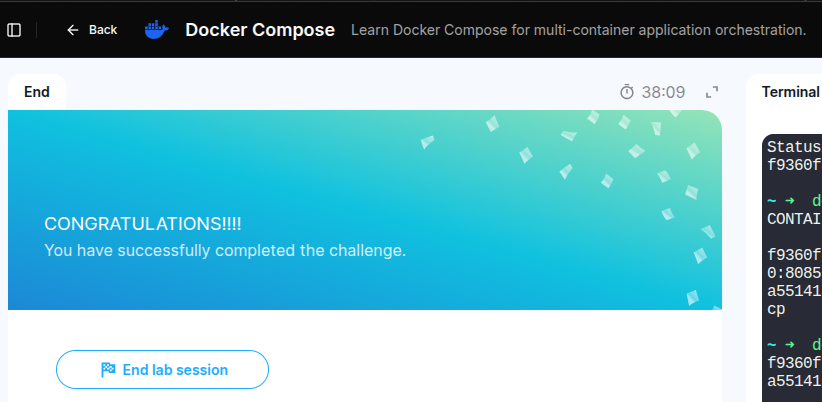 Back
Docker Compose
Learn Docker Compose for multi-container application orchestration.
End
38:09
Terminal
CONGRATULATIONS!!!!
You have successfully completed the challenge.
End lab session
Status
f9360f
~ ➜ d
CONTAI
f9360f
0:8085
a55141
cp
~ ➜ d
f9360f
a55141